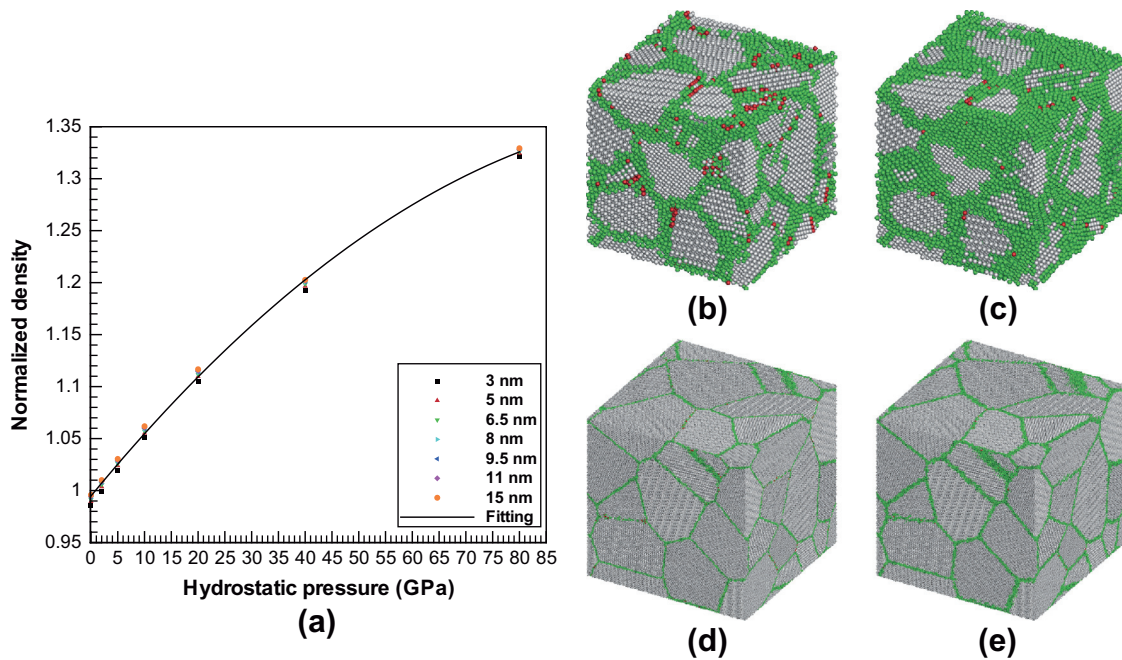 1.35
1.3
1.25
1.2
1.15
1.1
1.05
1
0.95
Normalized density
3 nm
5 nm
6.5 nm
8 nm
9.5 nm
11 nm
15 nm
Fitting
0 5 10 15 20 25 30 35 40 45 50 55 60 65 70 75 80 85
Hydrostatic pressure (GPa)
(a)
(b)
(c)
(d)
(e)